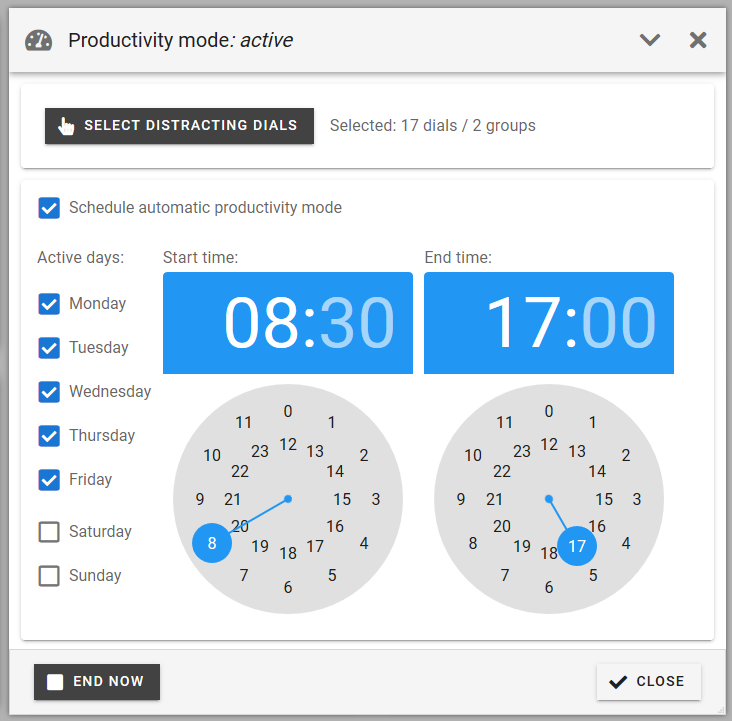 Productivity mode: active
SELECT DISTRACTING DIALS Selected: 17 dials / 2 groups
Schedule automatic productivity mode
Active days: Start time: End time:
Monday
Tuesday
Wednesday
Thursday
Friday
Saturday
Sunday
08:30
0
11 1
10 2
9 3
8 4
7 5
6
12
23 13
22 14
21 15
20 16
19 17
18
17:00
0
11 1
10 2
9 3
8 4
7 5
6
12
23 13
22 14
21 15
20 16
19 17
18
END NOW CLOSE